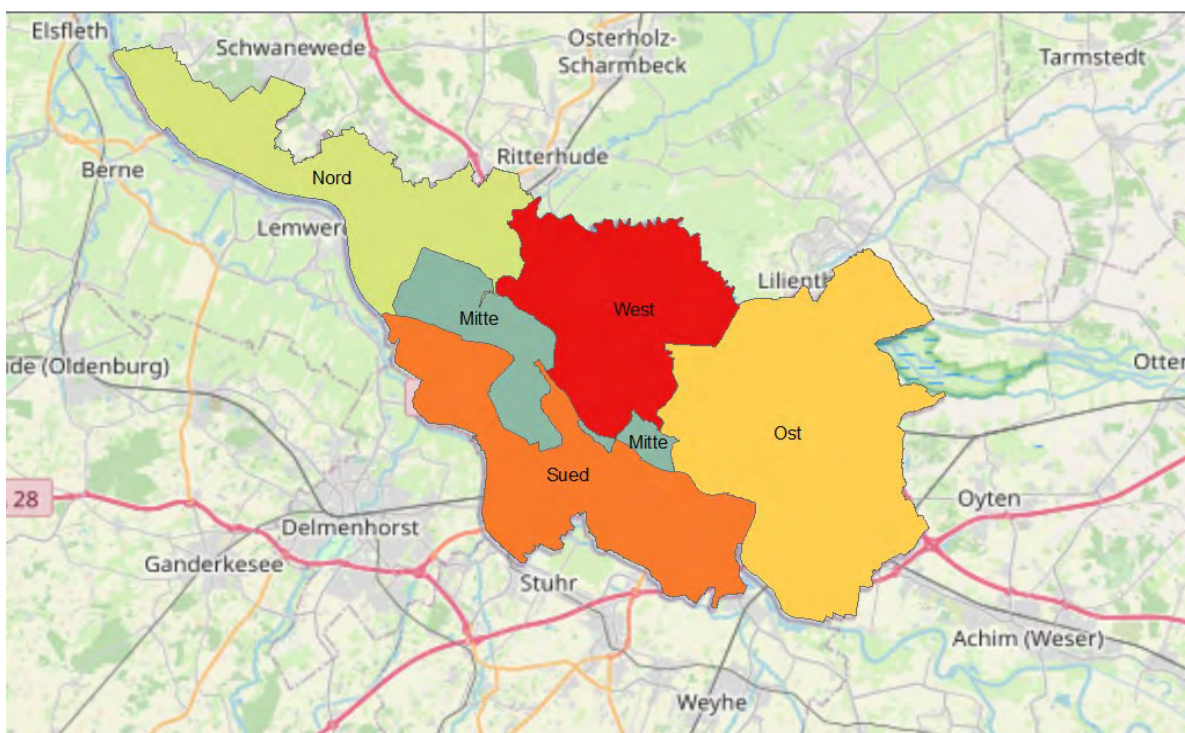 Elsfleth
Schwanewede
Osterholz-
Scharmbeck
Tarmstedt
Ritterhude
Berne
Nord
Lemwer
Lilienth
West
Mitte
ude (Oldenburg)
Otter
Ost
Mitte
Sued
28
Oyten
Delmenhorst
Ganderkesee
Stuhr
Achim (Weser)
Weyhe